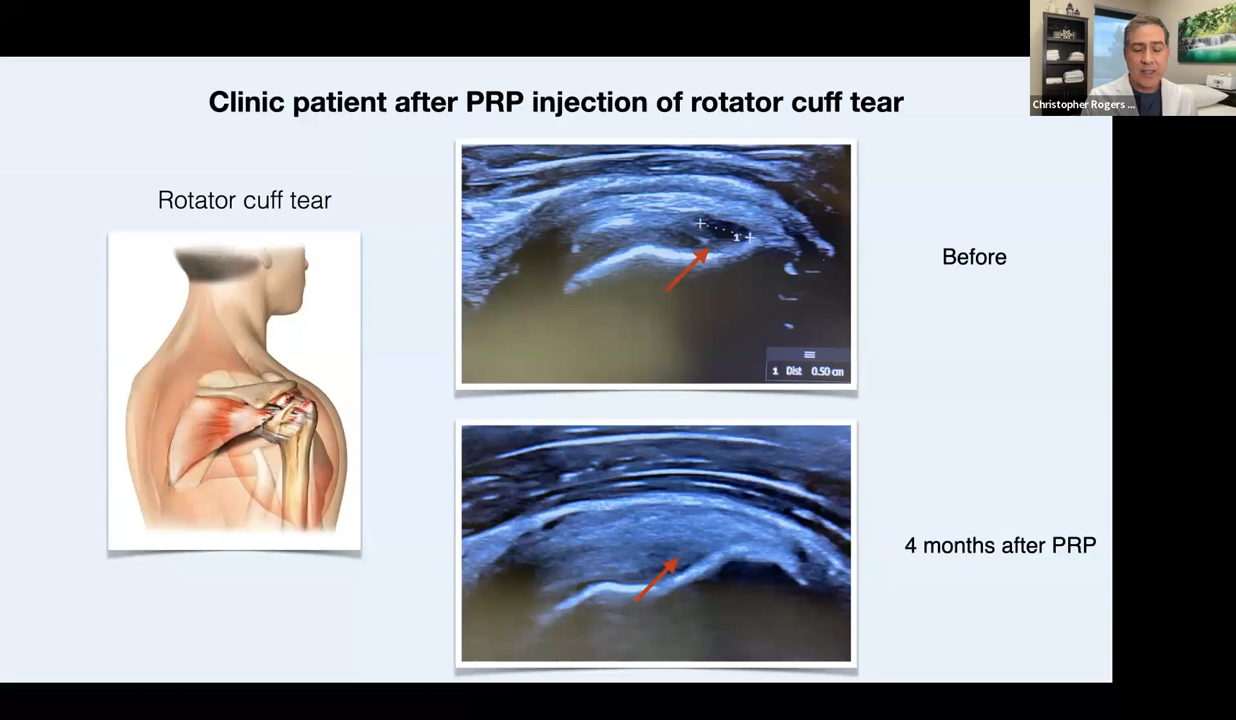 Clinic patient after PRP injection of rotator cuff tear
Christopher Rogers ...
Rotator cuff tear
Before
1
1 Dist 0.50 cm
4 months after PRP